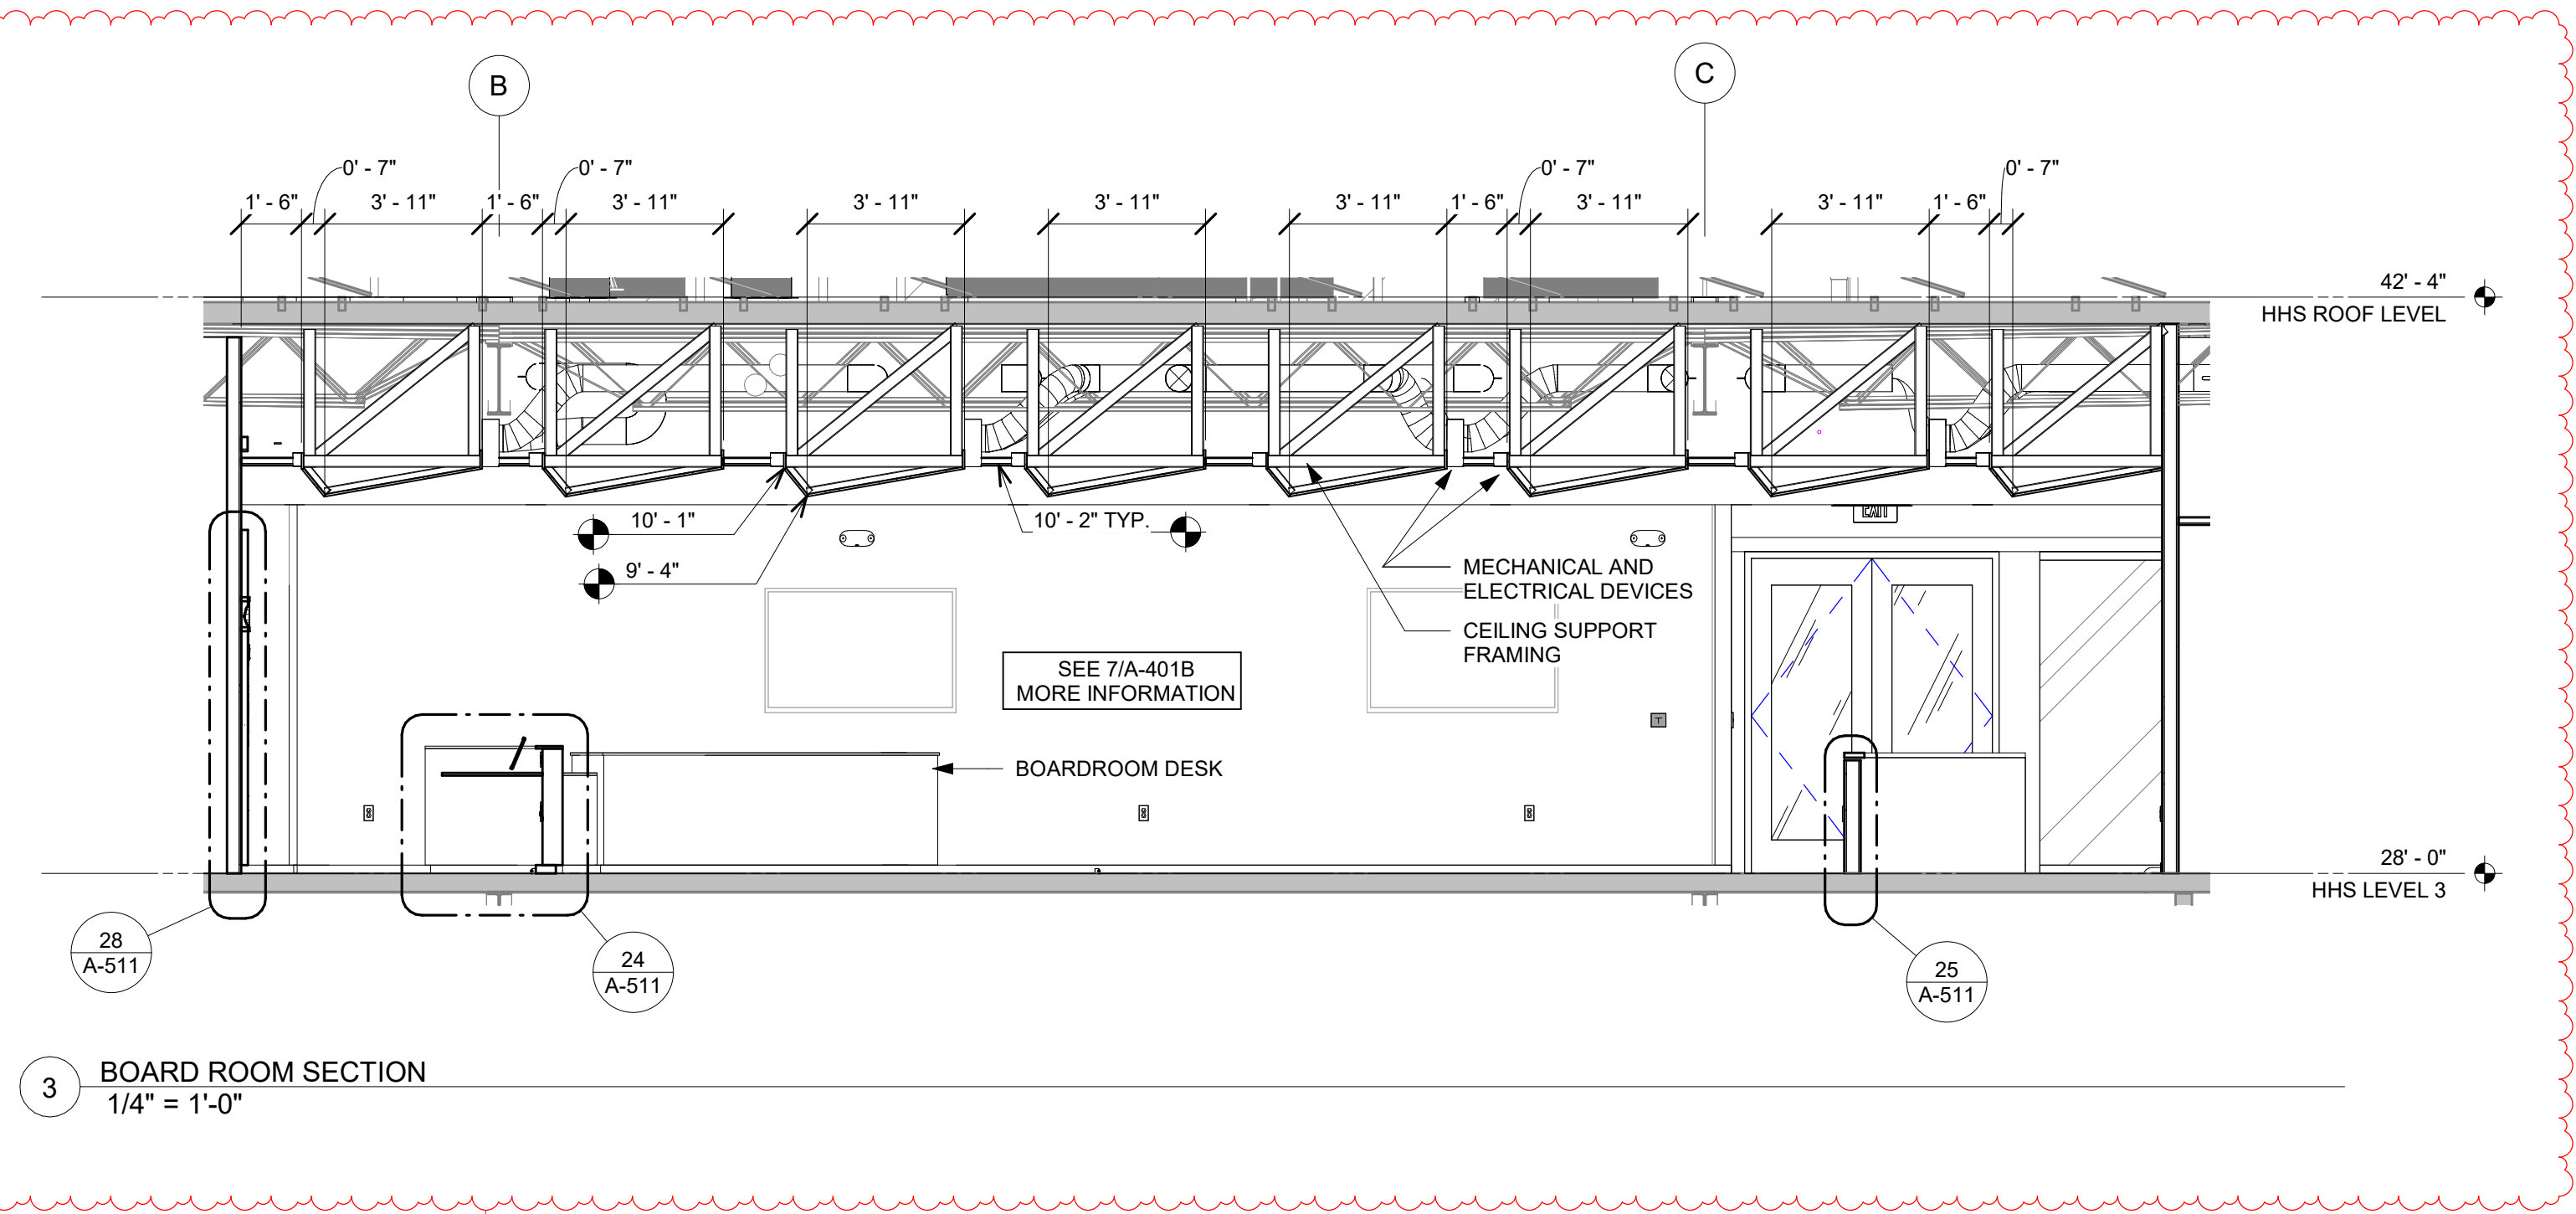 B
C
0' - 7"
0' - 7"
0' - 7"
0' - 7"
1' - 6"
3' - 11"
1' - 6"
3' - 11"
3' - 11"
3' - 11"
3' - 11"
1' - 6"
3' - 11"
3' - 11"
1' - 6"
42' - 4"
HHS ROOF LEVEL
EXIT
10' - 1"
10' - 2" TYP.
9' - 4"
MECHANICAL AND
ELECTRICAL DEVICES
CEILING SUPPORT
FRAMING
SEE 7/A-401B
MORE INFORMATION
T
BOARDROOM DESK
28' - 0"
HHS LEVEL 3
28
A-511
24
A-511
25
A-511
3
BOARD ROOM SECTION
1/4" = 1'-0"